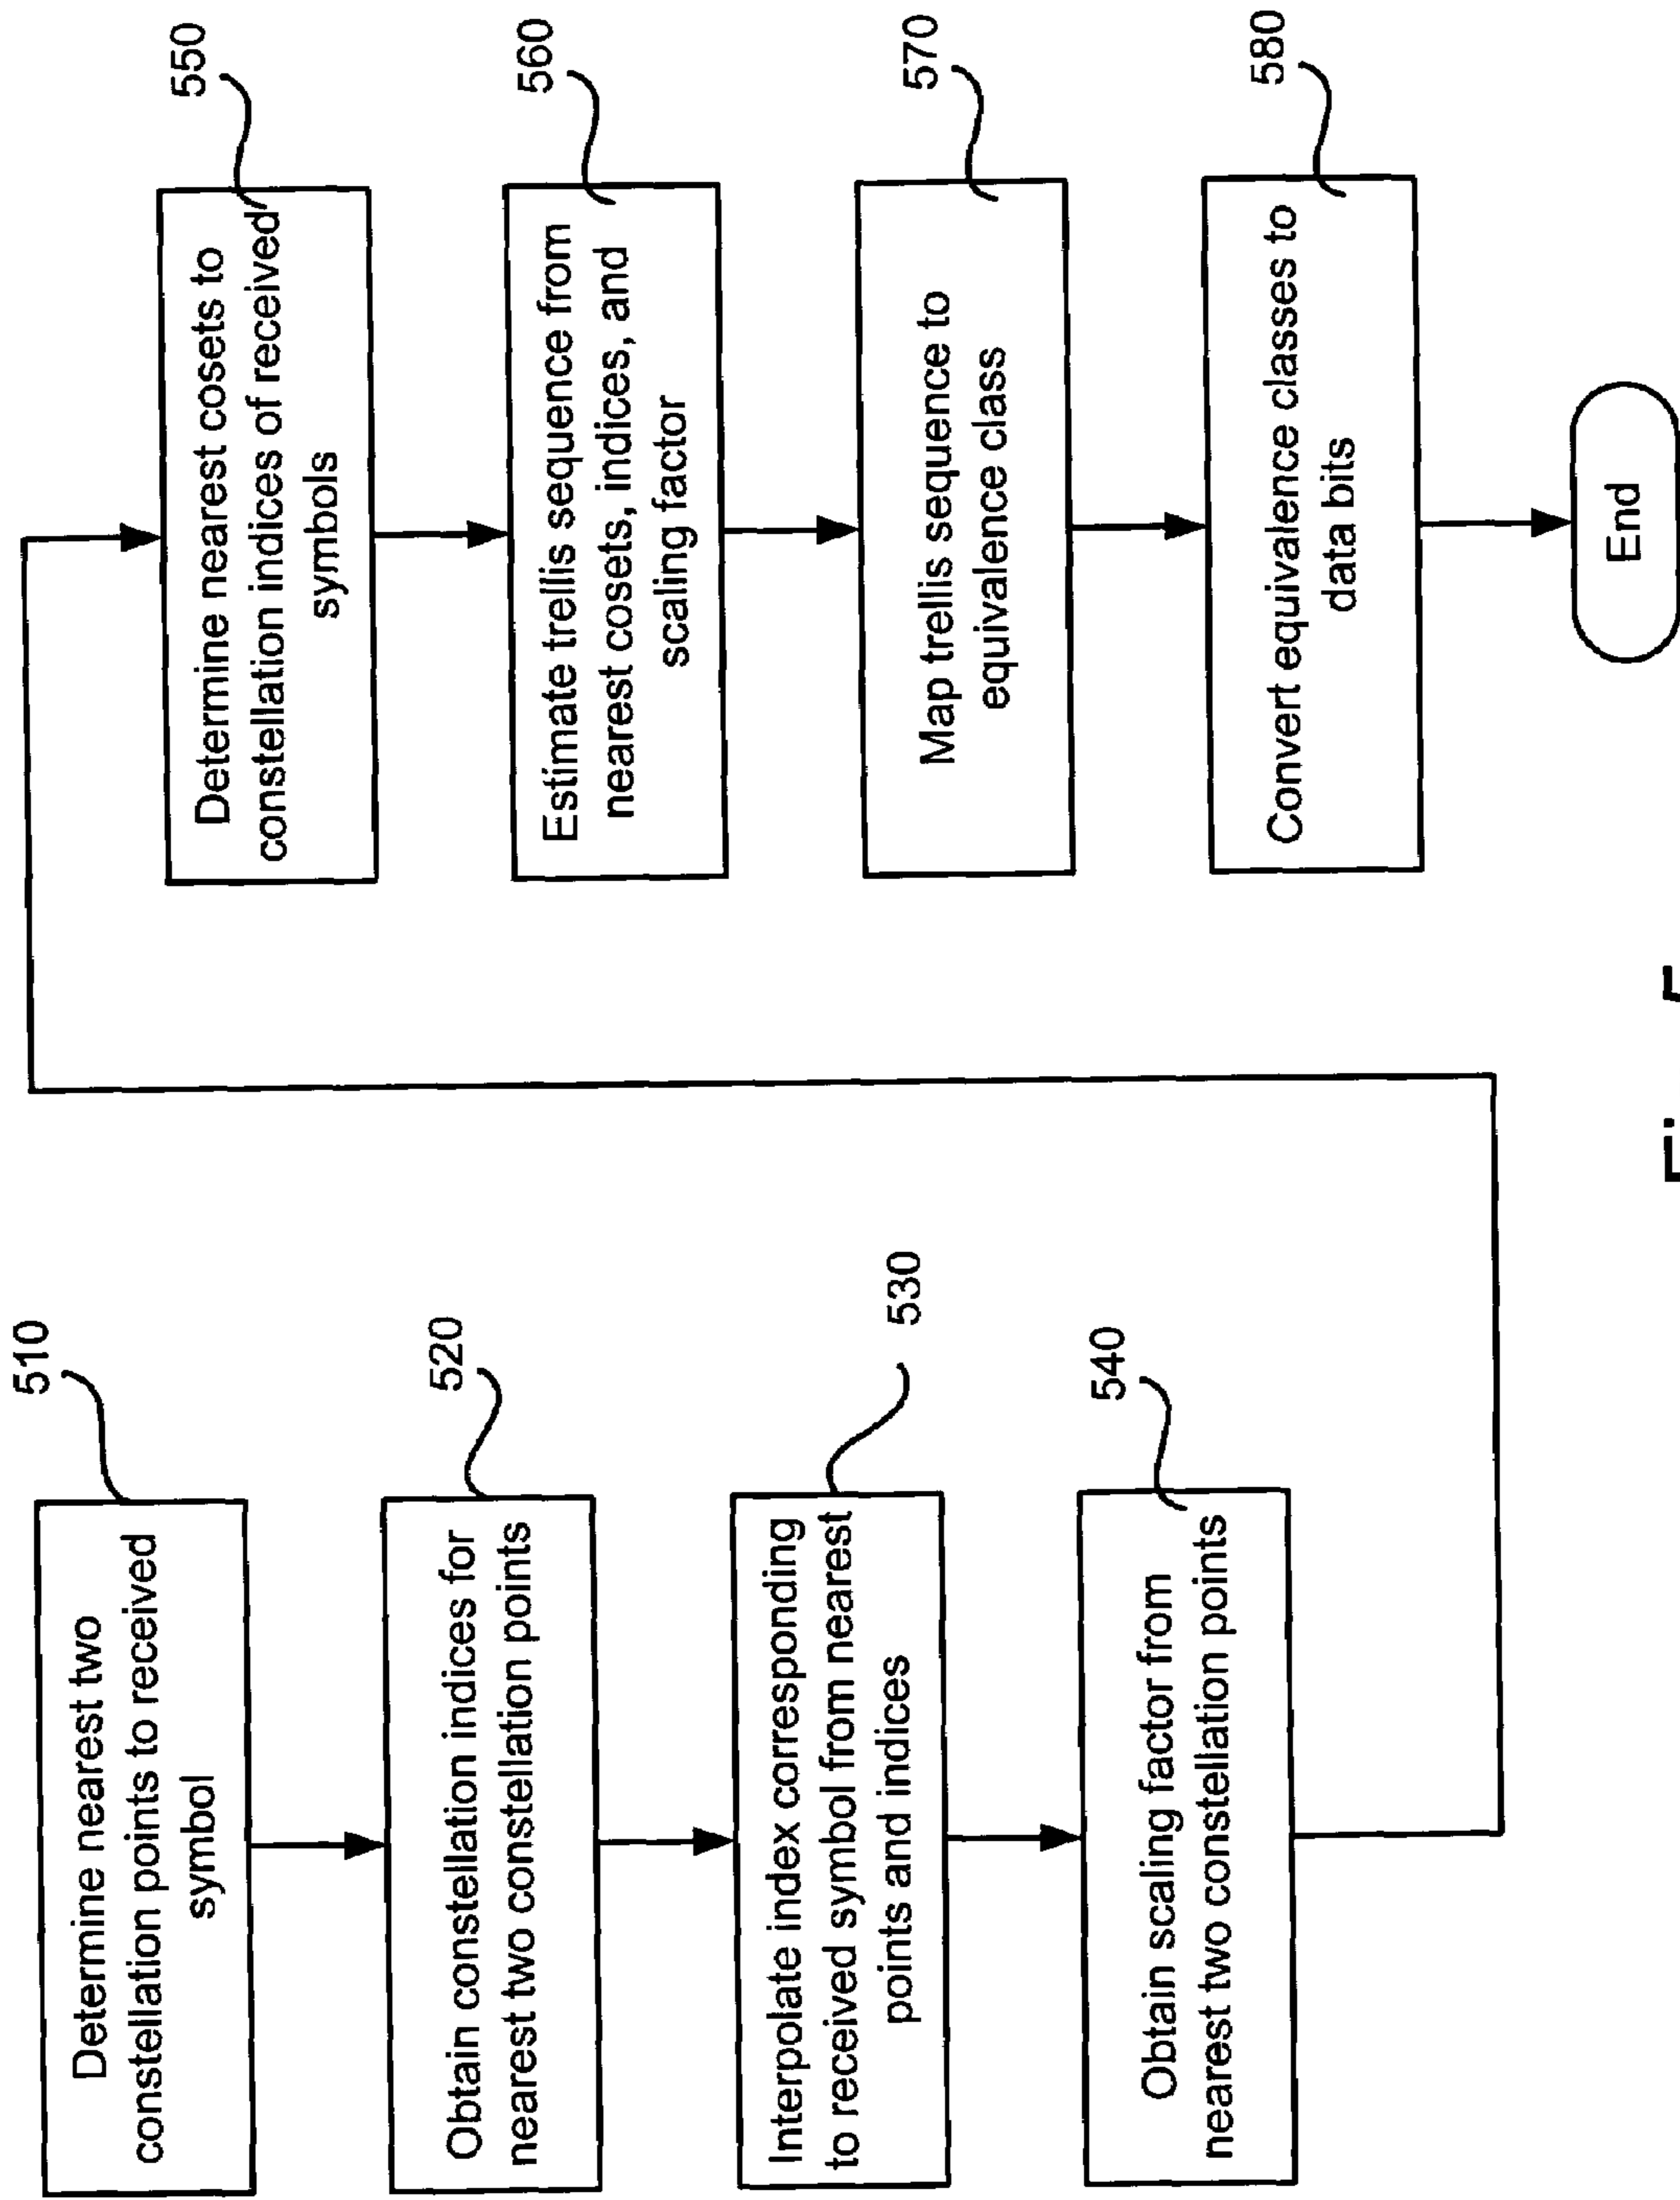 510
Determine nearest two
constellation points to received
symbol
520
Obtain constellation indices for
nearest two constellation points
530
Interpolate index corresponding
to received symbol from nearest
points and indices
540
Obtain scaling factor from
nearest two constellation points
550
Determine nearest cosets to
constellation indices of received
symbols
560
Estimate trellis sequence from
nearest cosets, indices, and
scaling factor
570
Map trellis sequence to
equivalence class
580
Convert equivalence classes to
data bits
End